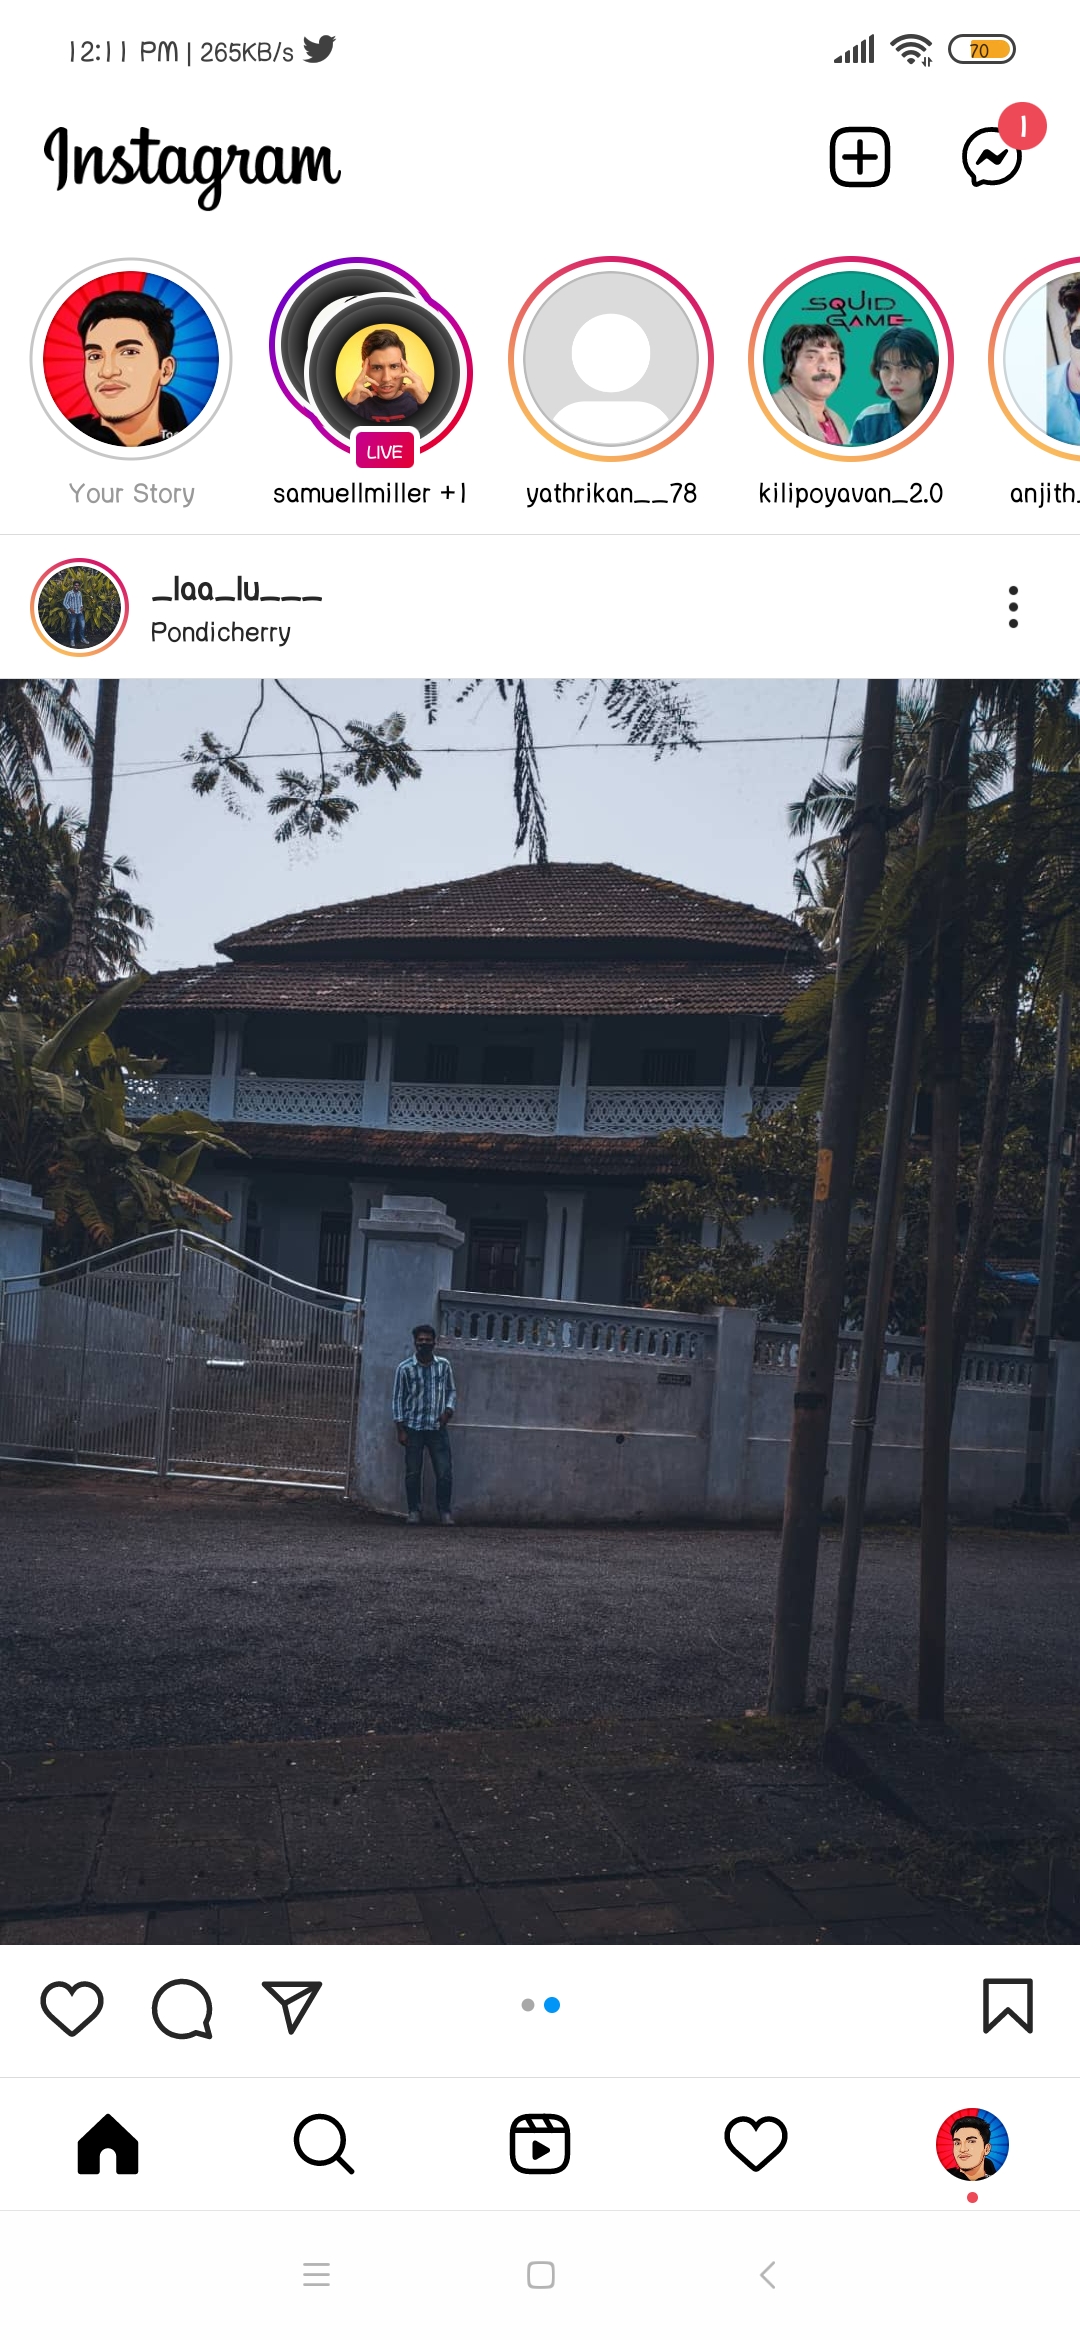 12:11 PM | 265KB/s
70
Instagram
1
SQUID
GAME
LIVE
Your Story
samuellmiller +1
yathrikan__78
kilipoyavan_2.0
anjith_
_laa_lu___
Pondicherry